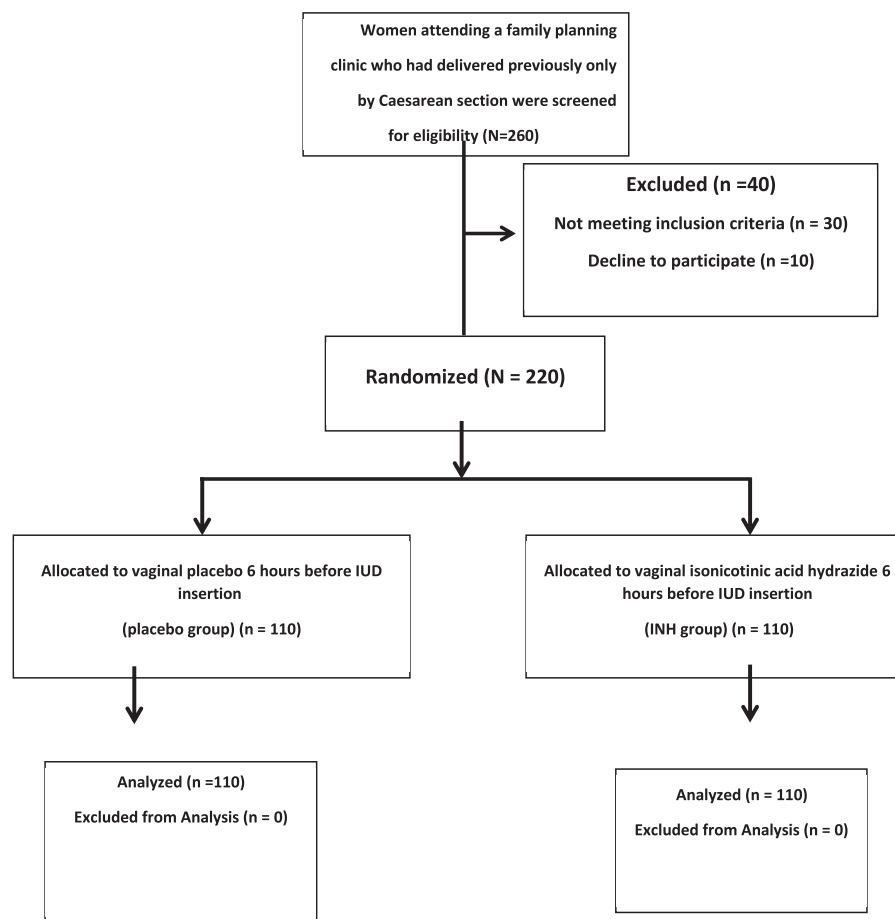 Women attending a family planning
clinic who had delivered previously only
by Caesarean section were screened
for eligibility (N=260)
Excluded (n =40)
Not meeting inclusion criteria (n = 30)
Decline to participate (n =10)
Randomized (N = 220)
Allocated to vaginal placebo 6 hours before IUD
insertion
(placebo group) (n = 110)
Allocated to vaginal isonicotinic acid hydrazide 6
hours before IUD insertion
(INH group) (n = 110)
Analyzed (n =110)
Excluded from Analysis (n = 0)
Analyzed (n = 110)
Excluded from Analysis (n = 0)